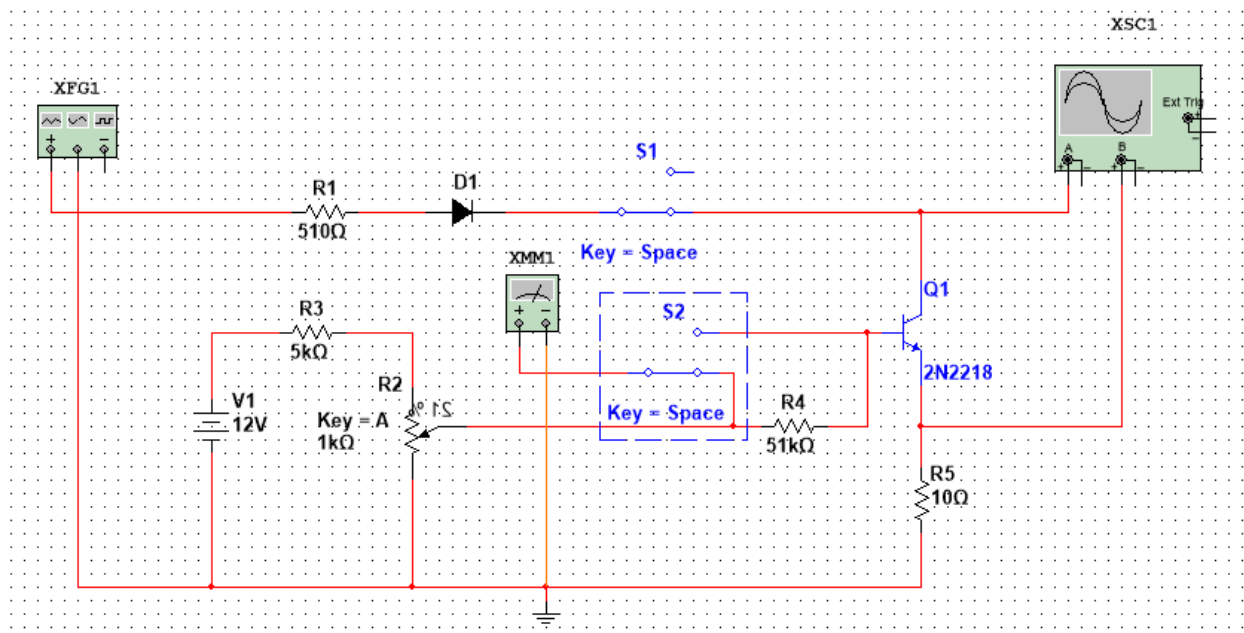 XSC1
XFG1
Ext Trig
+
-
A
B
+ -
+ -
+ -
S1
R1
510Ω
D1
Key = Space
XMM1
+ -
Q1
S2
R3
5kΩ
2N2218
R2
21 %
V1
12V
Key = A
1kΩ
Key = Space
R4
51kΩ
R5
10Ω